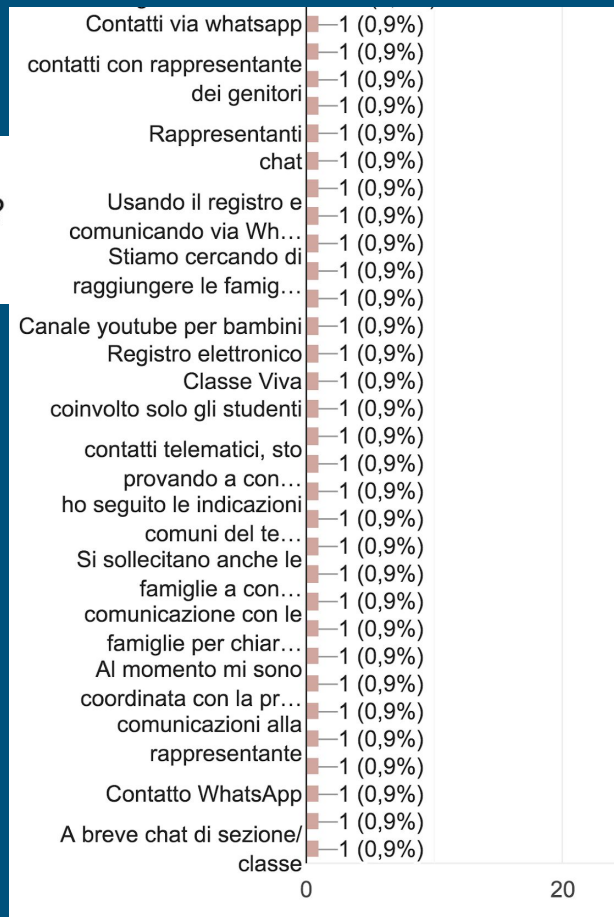 Contatti via whatsapp 1 (0,9%)
1 (0,9%)
contatti con rappresentante
1 (0,9%)
dei genitori
1 (0,9%)
Rappresentanti 1 (0,9%)
chat 1 (0,9%)
1 (0,9%)
Usando il registro e
1 (0,9%)
comunicando via Wh…
1 (0,9%)
Stiamo cercando di
1 (0,9%)
raggiungere le famig…
1 (0,9%)
Canale youtube per bambini 1 (0,9%)
Registro elettronico 1 (0,9%)
Classe Viva 1 (0,9%)
coinvolto solo gli studenti 1 (0,9%)
1 (0,9%)
contatti telematici, sto
1 (0,9%)
provando a con…
1 (0,9%)
ho seguito le indicazioni
1 (0,9%)
comuni del te…
1 (0,9%)
Si sollecitano anche le
1 (0,9%)
famiglie a con…
1 (0,9%)
comunicazione con le
1 (0,9%)
famiglie per chiar…
1 (0,9%)
Al momento mi sono
1 (0,9%)
coordinata con la pr…
1 (0,9%)
comunicazioni alla
1 (0,9%)
rappresentante
1 (0,9%)
Contatto WhatsApp 1 (0,9%)
1 (0,9%)
A breve chat di sezione/
1 (0,9%)
classe
0 20